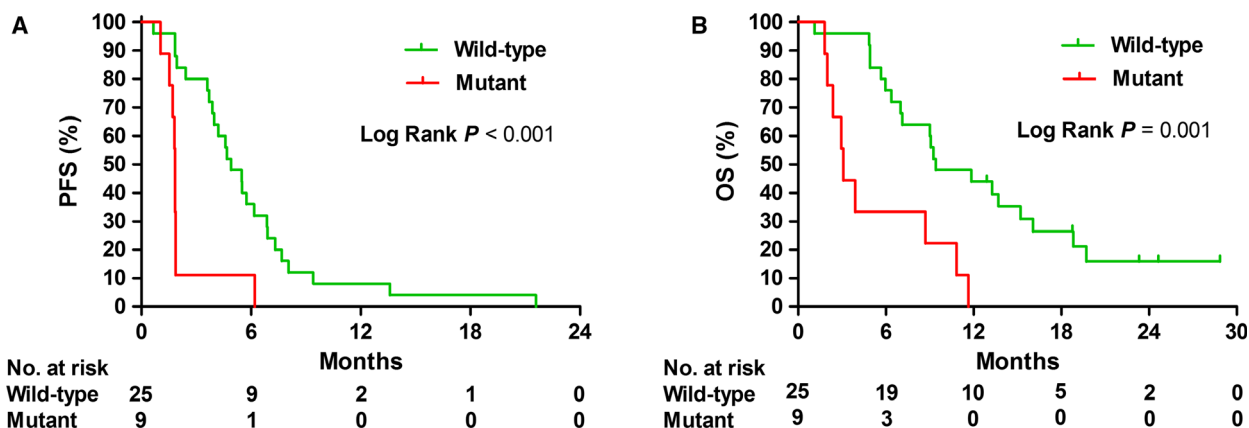 A
PFS (%)
100
90
80
70
60
50
40
30
20
10
0
Wild-type
Mutant
Log Rank P < 0.001
0 6 12 18 24
Months
No. at risk
Wild-type 25 9 2 1 0
Mutant 9 1 0 0 0
B
OS (%)
100
90
80
70
60
50
40
30
20
10
0
Wild-type
Mutant
Log Rank P = 0.001
0 6 12 18 24 30
Months
No. at risk
Wild-type 25 19 10 5 2 0
Mutant 9 3 0 0 0 0